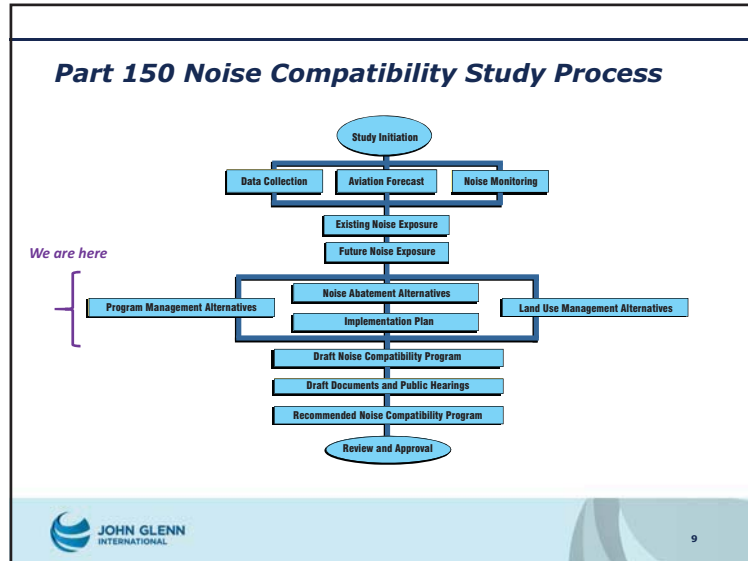 Part 150 Noise Compatibility Study Process
Study Initiation
Data Collection
Aviation Forecast
Noise Monitoring
Existing Noise Exposure
Future Noise Exposure
We are here
Noise Abatement Alternatives
Program Management Alternatives
Land Use Management Alternatives
Implementation Plan
Draft Noise Compatibility Program
Draft Documents and Public Hearings
Recommended Noise Compatibility Program
Review and Approval
JOHN GLENN
INTERNATIONAL
9